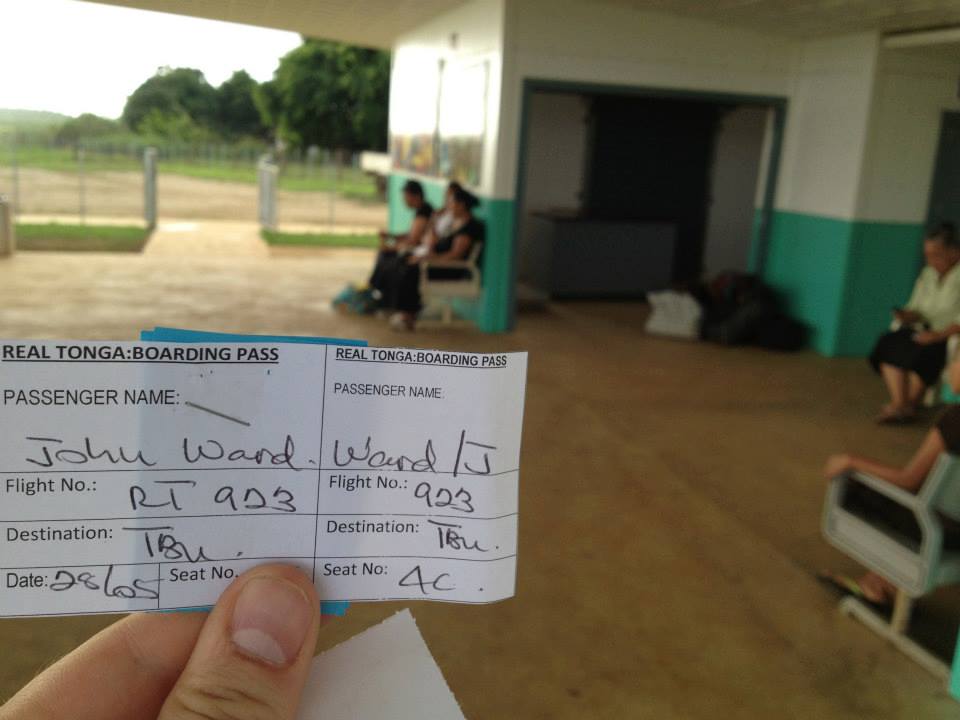 REAL TONGA:BOARDING PASS
PASSENGER NAME:
John Ward.
Flight No.: RT 923
Destination: TBU.
Date: 28/05 Seat No.
REAL TONGA:BOARDING PASS
PASSENGER NAME.
Ward/J
Flight No.: 923
Destination: TBU.
Seat No: 4C.